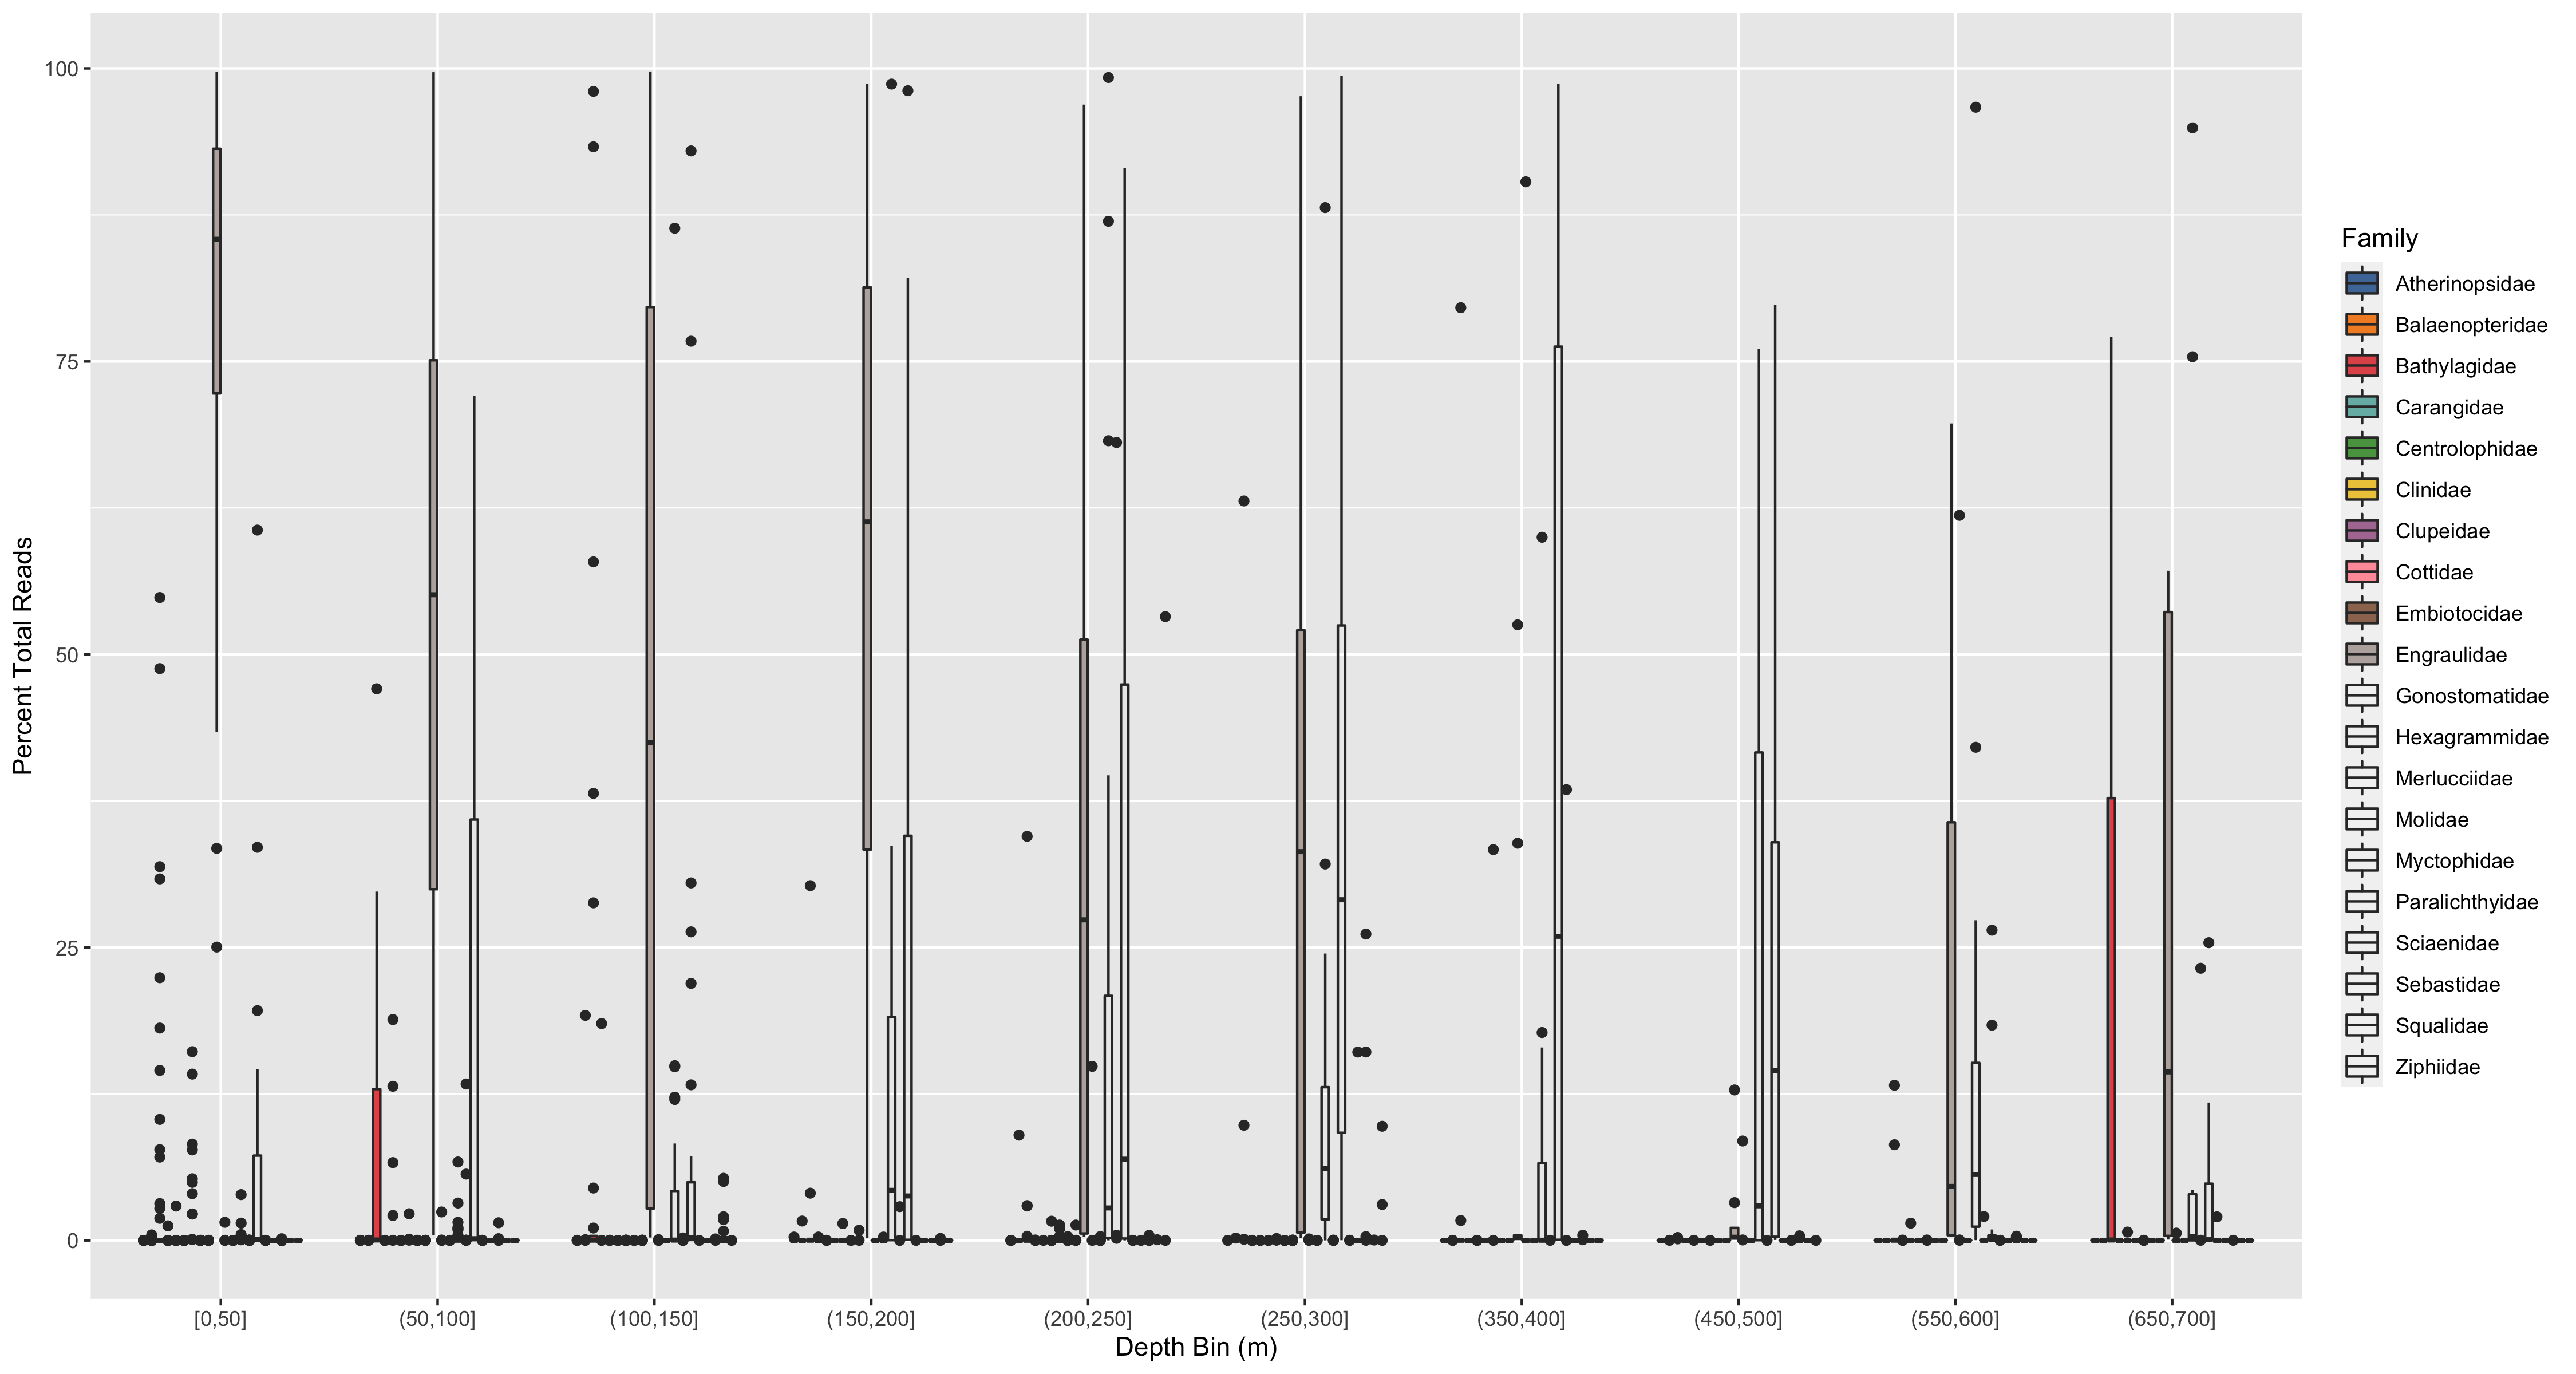 Percent Total Reads
100
75
50
25
0
[0,50]
(50,100]
(100,150]
(150,200]
(200,250]
(250,300]
(350,400]
(450,500]
(550,600]
(650,700]
Depth Bin (m)
Family
Atherinopsidae
Balaenopteridae
Bathylagidae
Carangidae
Centrolophidae
Clinidae
Clupeidae
Cottidae
Embiotocidae
Engraulidae
Gonostomatidae
Hexagrammidae
Merlucciidae
Molidae
Myctophidae
Paralichthyidae
Sciaenidae
Sebastidae
Squalidae
Ziphiidae